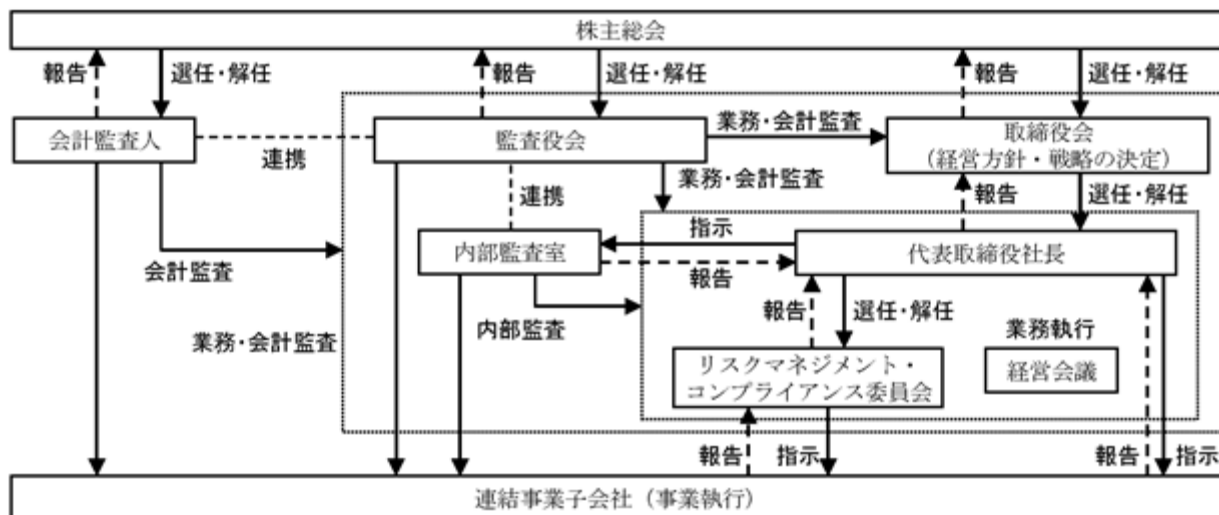 株主総会
報告
選任・解任
報告
選任・解任
報告
選任・解任
会計監査人
連携
監査役会
業務・会計監査
取締役会
(経営方針・戦略の決定)
業務・会計監査
報告
選任・解任
連携
指示
内部監査室
代表取締役社長
報告
会計監査
内部監査
報告
選任・解任
業務執行
業務・会計監査
リスクマネジメント・
コンプライアンス委員会
経営会議
報告
指示
報告
指示
連結事業子会社(事業執行)